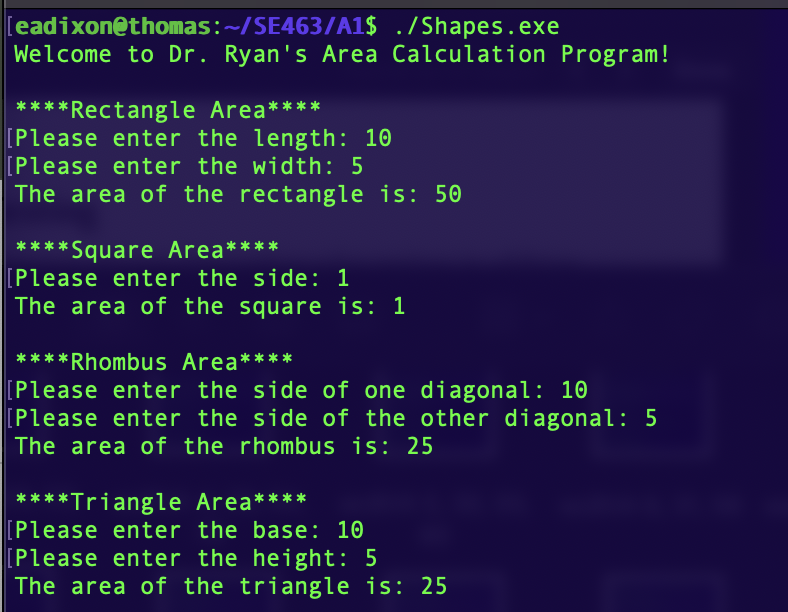 [eadixon@thomas:~/SE463/A1$ ./Shapes.exe
Welcome to Dr. Ryan's Area Calculation Program!
****Rectangle Area****
[Please enter the length: 10
[Please enter the width: 5
The area of the rectangle is: 50
****Square Area****
[Please enter the side: 1
The area of the square is: 1
****Rhombus Area****
[Please enter the side of one diagonal: 10
[Please enter the side of the other diagonal: 5
The area of the rhombus is: 25
****Triangle Area****
[Please enter the base: 10
[Please enter the height: 5
The area of the triangle is: 25